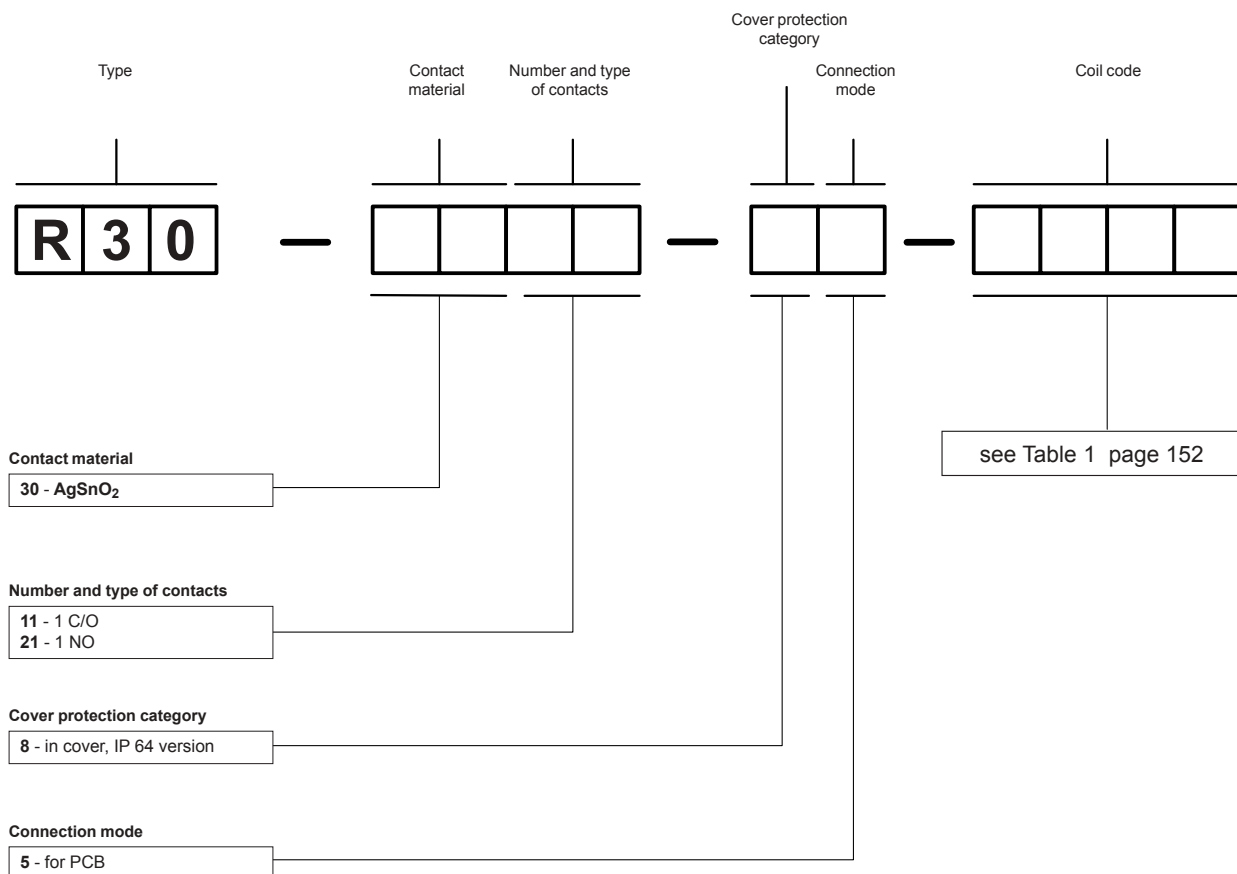 Cover protection
category
Type
Contact
material
Number and type
of contacts
Connection
mode
Coil code
R30 – –  –
see Table 1 page 152
Contact material
30 - AgSnO₂
Number and type of contacts
11 - 1 C/O
21 - 1 NO
Cover protection category
8 - in cover, IP 64 version
Connection mode
5 - for PCB